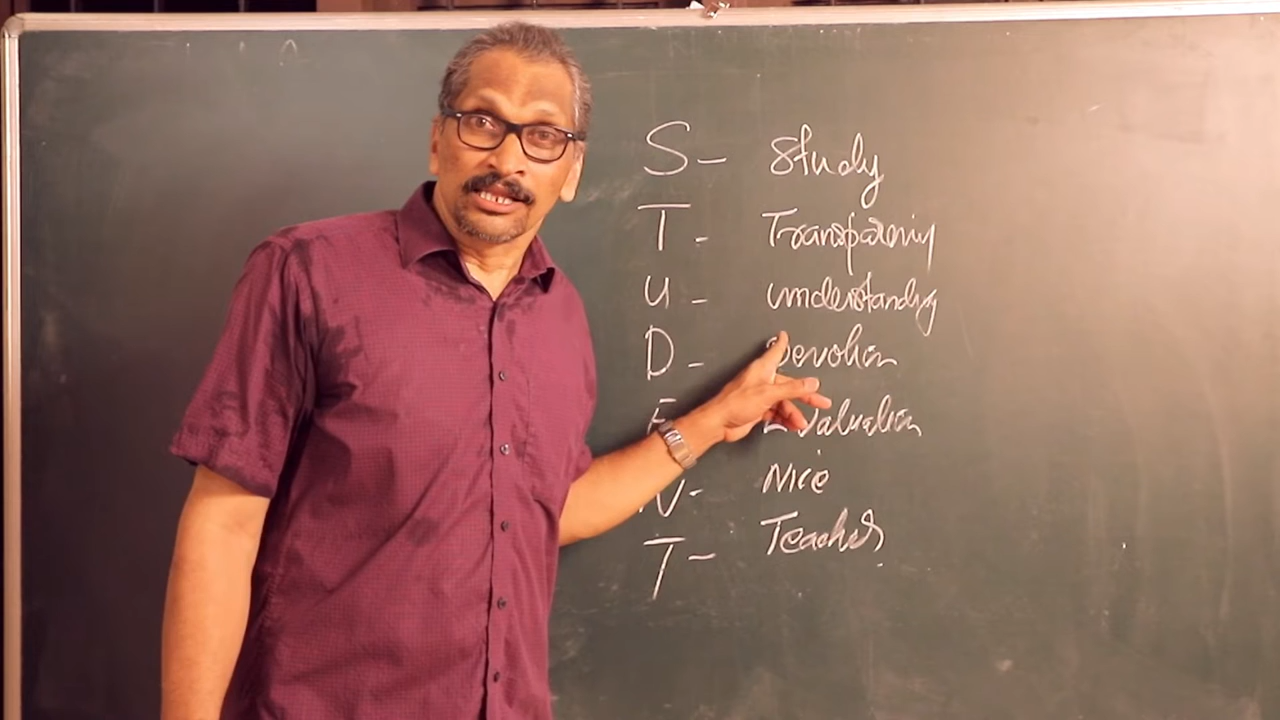 S - Study
T - Transparency
U - Understanding
D - Devotion
E Evaluation
N - Nice
T - Teacher